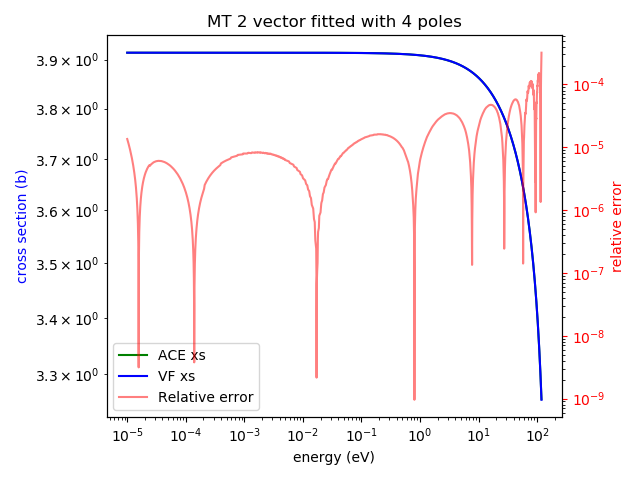 MT 2 vector fitted with 4 poles
3.9 × 10⁰
3.8 × 10⁰
3.7 × 10⁰
3.6 × 10⁰
3.5 × 10⁰
3.4 × 10⁰
3.3 × 10⁰
cross section (b)
10⁻⁴
10⁻⁵
10⁻⁶
10⁻⁷
10⁻⁸
10⁻⁹
relative error
ACE xs
VF xs
Relative error
10⁻⁵ 10⁻⁴ 10⁻³ 10⁻² 10⁻¹ 10⁰ 10¹ 10²
energy (eV)